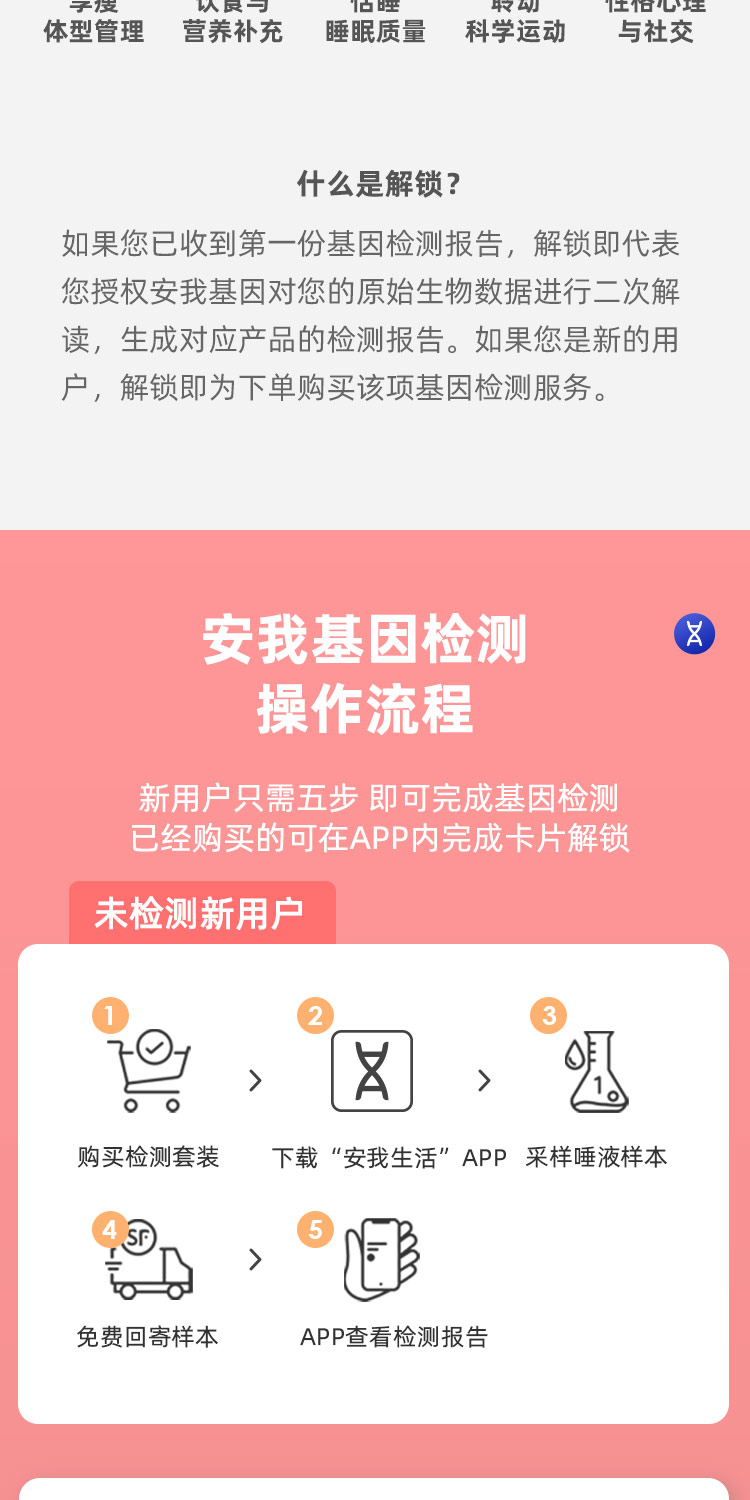 体型管理 营养补充 睡眠质量 科学运动 与社交
什么是解锁？
如果您已收到第一份基因检测报告，解锁即代表
您授权安我基因对您的原始生物数据进行二次解
读，生成对应产品的检测报告。如果您是新的用
户，解锁即为下单购买该项基因检测服务。
安我基因检测
操作流程
新用户只需五步 即可完成基因检测
已经购买的可在APP内完成卡片解锁
未检测新用户
1 2 3
1
购买检测套装 下载“安我生活”APP 采样唾液样本
4 SF 5
免费回寄样本 APP查看检测报告